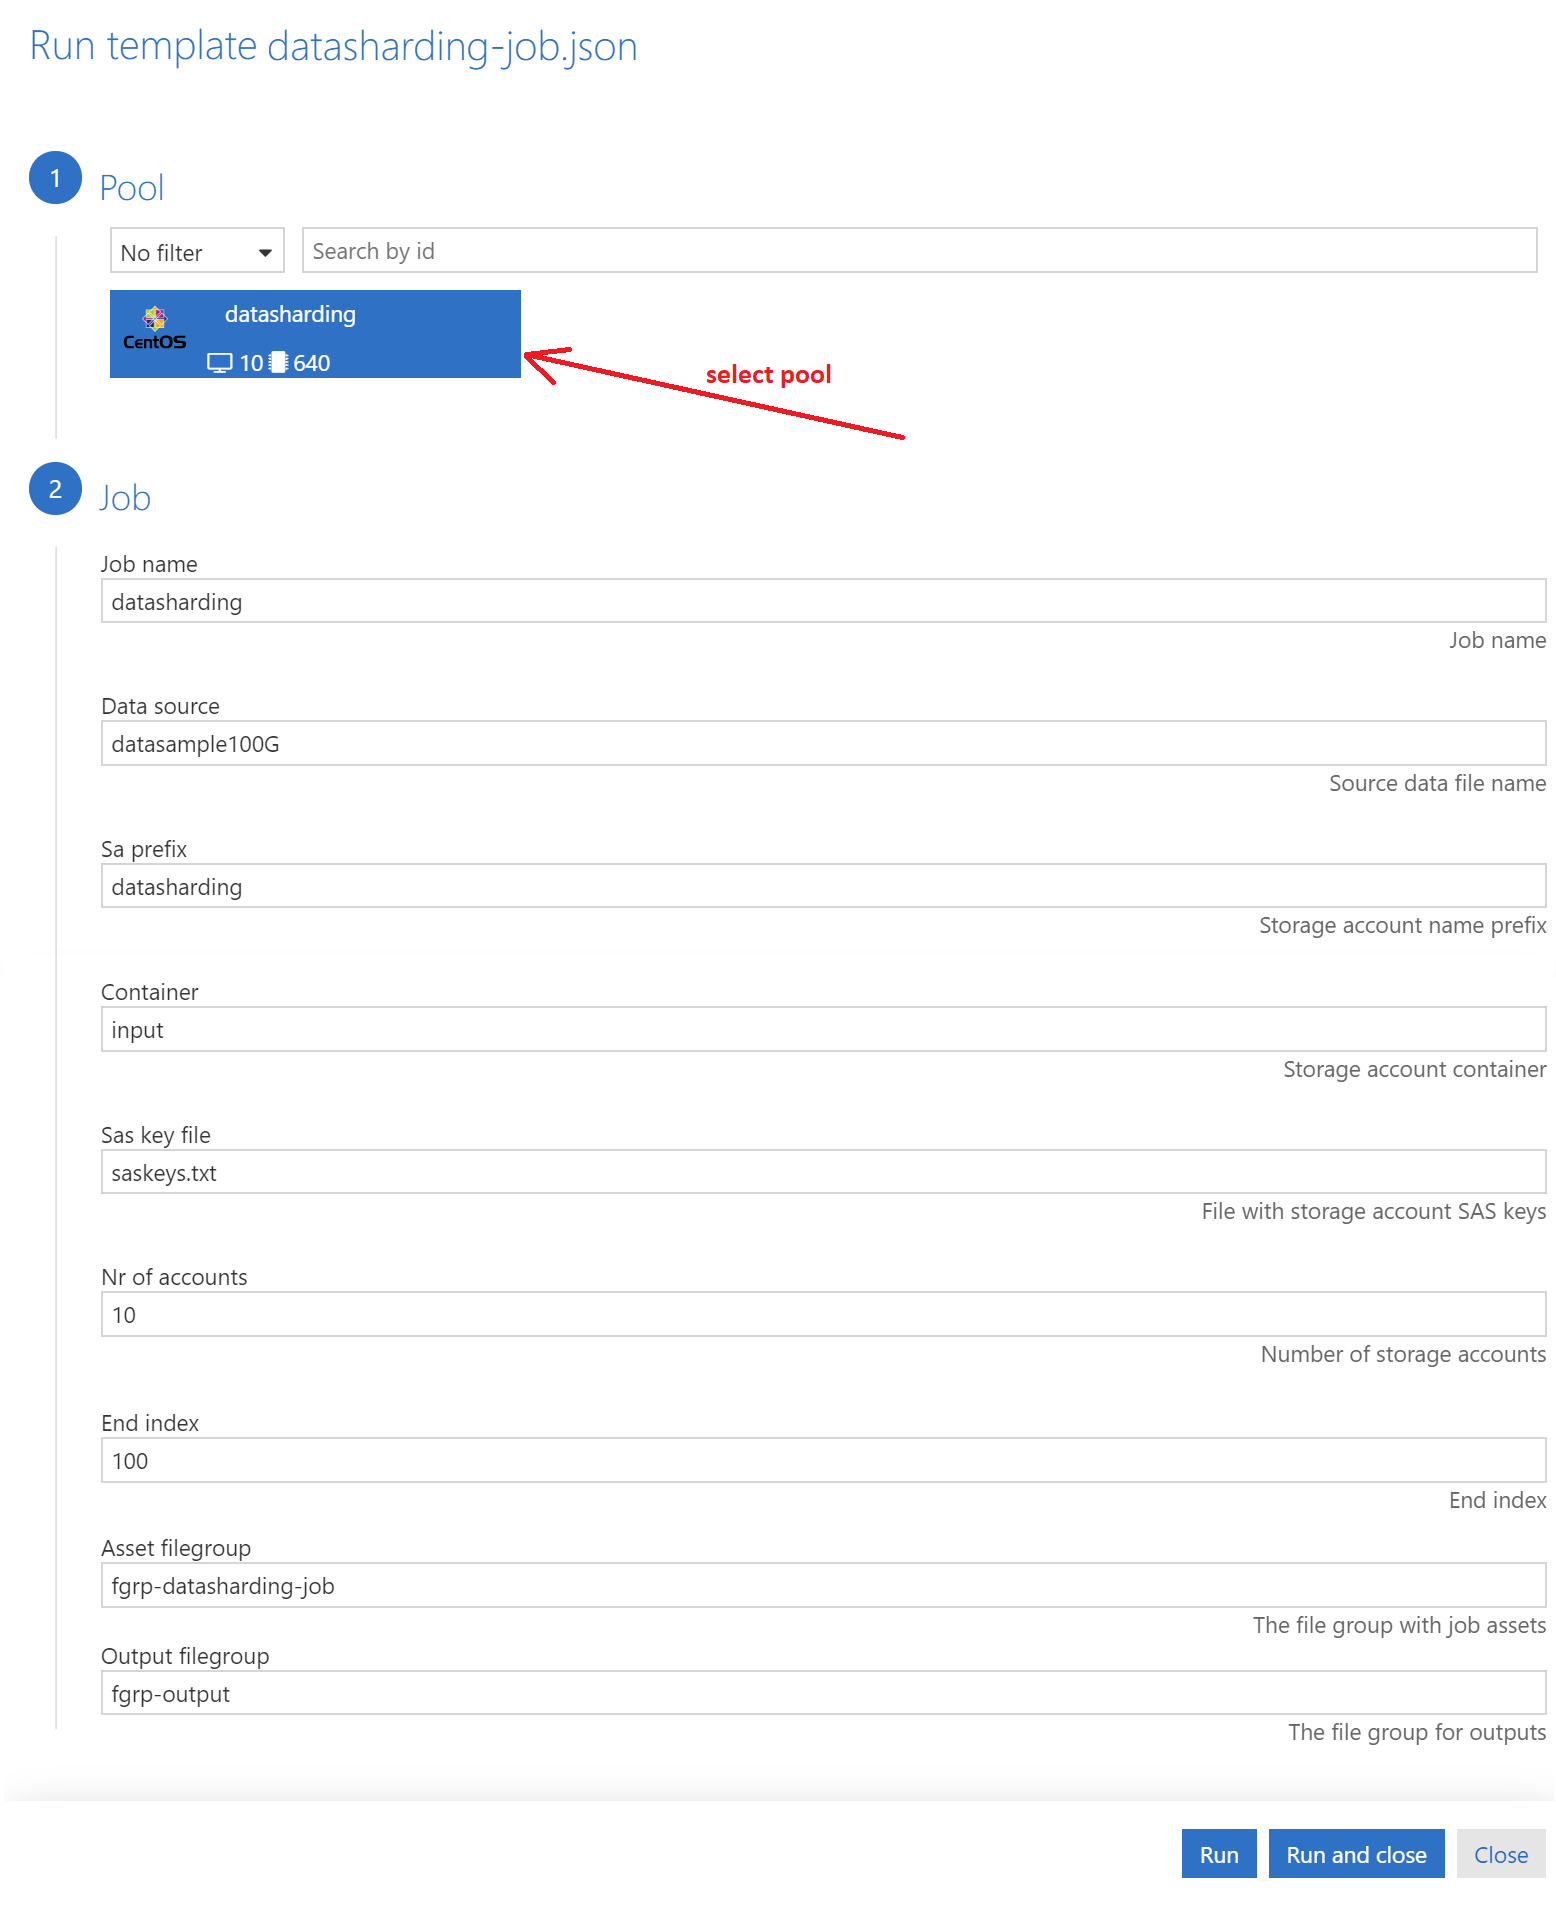 Run template datasharding-job.json
1
Pool
No filter
Search by id
datasharding
CentOS
10 640
select pool
2
Job
Job name
datasharding
Job name
Data source
datasample100G
Source data file name
Sa prefix
datasharding
Storage account name prefix
Container
input
Storage account container
Sas key file
saskeys.txt
File with storage account SAS keys
Nr of accounts
10
Number of storage accounts
End index
100
End index
Asset filegroup
fgrp-datasharding-job
The file group with job assets
Output filegroup
fgrp-output
The file group for outputs
Run
Run and close
Close